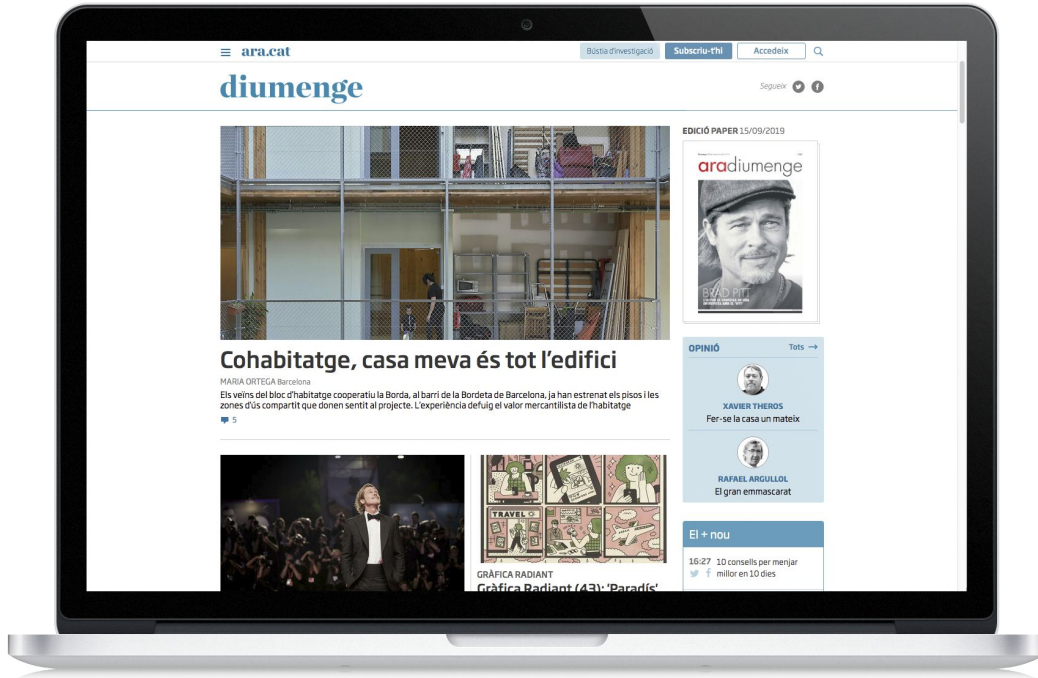 ara.cat
Bústia d'investigació
Subscriu-t'hi
Accedeix
diumenge
Segueix
EDICIÓ PAPER 15/09/2019
aradiumenge
BRAD PITT
Cohabitatge, casa meva és tot l'edifici
MARIA ORTEGA Barcelona
Els veïns del bloc d'habitatge cooperatiu la Borda, al barri de la Bordeta de Barcelona, ja han estrenat els pisos i les
zones d'ús compartit que donen sentit al projecte. L'experiència defuig el valor mercantilista de l'habitatge
5
OPINIÓ
Tots →
XAVIER THEROS
Fer-se la casa un mateix
RAFAEL ARGULLOL
El gran emmascarat
TRAVEL
GRÀFICA RADIANT
Gràfica Radiant (43): 'Paradís'
El + nou
16:27 10 consells per menjar
millor en 10 dies